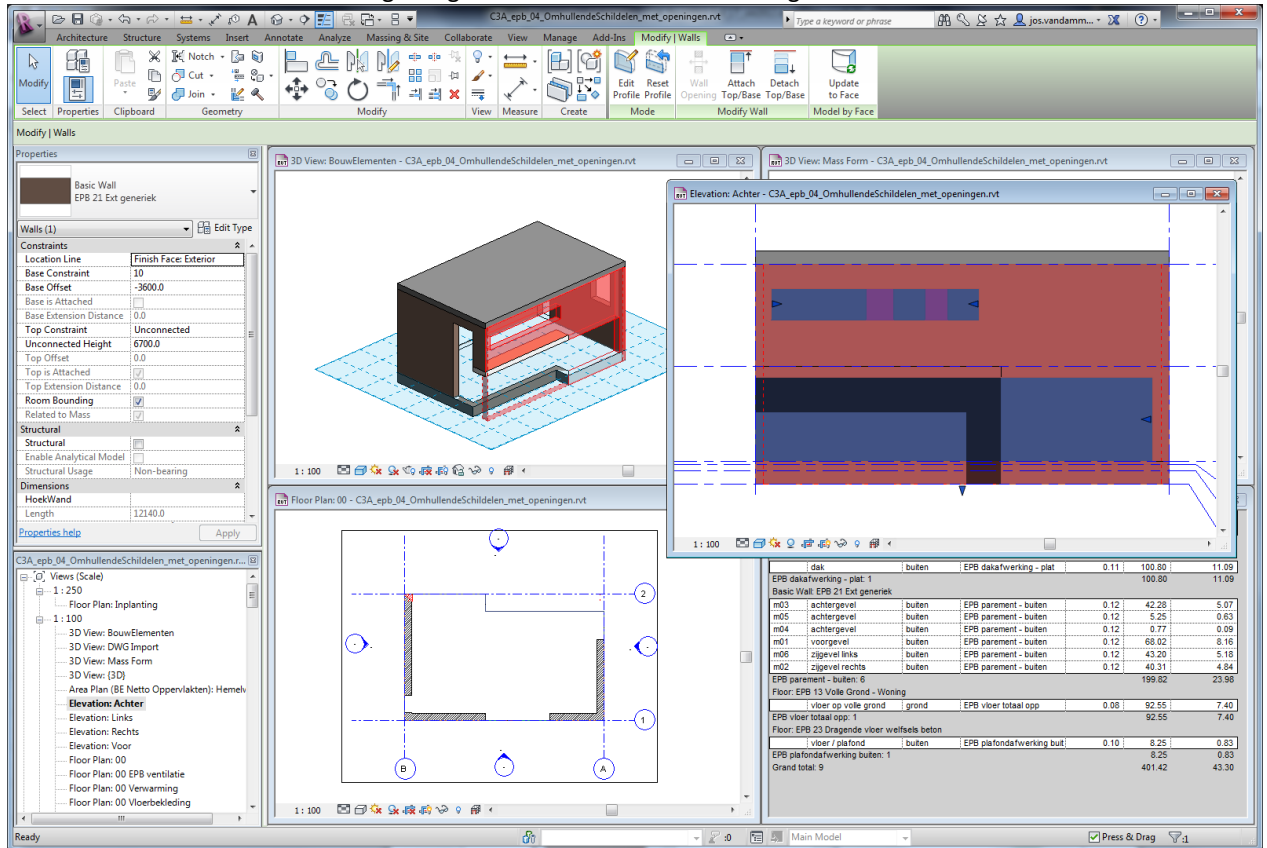 C3A_epb_04_OmhullendeSchildelen_met_openingen.rvt
Type a keyword or phrase
jos.vandamm...
Architecture Structure Systems Insert Annotate Analyze Massing & Site Collaborate View Manage Add-Ins Modify | Walls
Modify
Paste
Notch
Cut
Join
Edit Profile
Reset Profile
Wall Opening
Attach Top/Base
Detach Top/Base
Update to Face
Select Properties Clipboard Geometry Modify View Measure Create Mode Modify Wall Model by Face
Modify | Walls
Properties
Basic Wall
EPB 21 Ext generiek
Walls (1) Edit Type
Constraints
Location Line Finish Face: Exterior
Base Constraint 10
Base Offset -3600.0
Base is Attached
Base Extension Distance 0.0
Top Constraint Unconnected
Unconnected Height 6700.0
Top Offset 0.0
Top is Attached
Top Extension Distance 0.0
Room Bounding
Related to Mass
Structural
Structural
Enable Analytical Model
Structural Usage Non-bearing
Dimensions
HoekWand
Length 12140.0
Properties help Apply
C3A_epb_04_OmhullendeSchildelen_met_openingen.r...
Views (Scale)
1 : 250
Floor Plan: Inplanting
1 : 100
3D View: BouwElementen
3D View: DWG Import
3D View: Mass Form
3D View: {3D}
Area Plan (BE Netto Oppervlakten): Hemelw
Elevation: Achter
Elevation: Links
Elevation: Rechts
Elevation: Voor
Floor Plan: 00
Floor Plan: 00 EPB ventilatie
Floor Plan: 00 Verwarming
Floor Plan: 00 Vloerbekleding
3D View: BouwElementen - C3A_epb_04_OmhullendeSchildelen_met_openingen.rvt
1 : 100
3D View: Mass Form - C3A_epb_04_OmhullendeSchildelen_met_openingen.rvt
Elevation: Achter - C3A_epb_04_OmhullendeSchildelen_met_openingen.rvt
1 : 100
Floor Plan: 00 - C3A_epb_04_OmhullendeSchildelen_met_openingen.rvt
2
1
B
A
1 : 100
dak buiten EPB dakafwerking - plat 0.11 100.80 11.09
EPB dakafwerking - plat: 1 100.80 11.09
Basic Wall: EPB 21 Ext generiek
m03 achtergevel buiten EPB parement - buiten 0.12 42.28 5.07
m05 achtergevel buiten EPB parement - buiten 0.12 5.25 0.63
m04 achtergevel buiten EPB parement - buiten 0.12 0.77 0.09
m01 voorgevel buiten EPB parement - buiten 0.12 68.02 8.16
m06 zijgevel links buiten EPB parement - buiten 0.12 43.20 5.18
m02 zijgevel rechts buiten EPB parement - buiten 0.12 40.31 4.84
EPB parement - buiten: 6 199.82 23.98
Floor: EPB 13 Volle Grond - Woning
vloer op volle grond grond EPB vloer totaal opp 0.08 92.55 7.40
EPB vloer totaal opp: 1 92.55 7.40
Floor: EPB 23 Dragende vloer welfsels beton
vloer / plafond buiten EPB plafondafwerking buit 0.10 8.25 0.83
EPB plafondafwerking buiten: 1 8.25 0.83
Grand total: 9 401.42 43.30
Ready
:0
Main Model
Press & Drag
:1